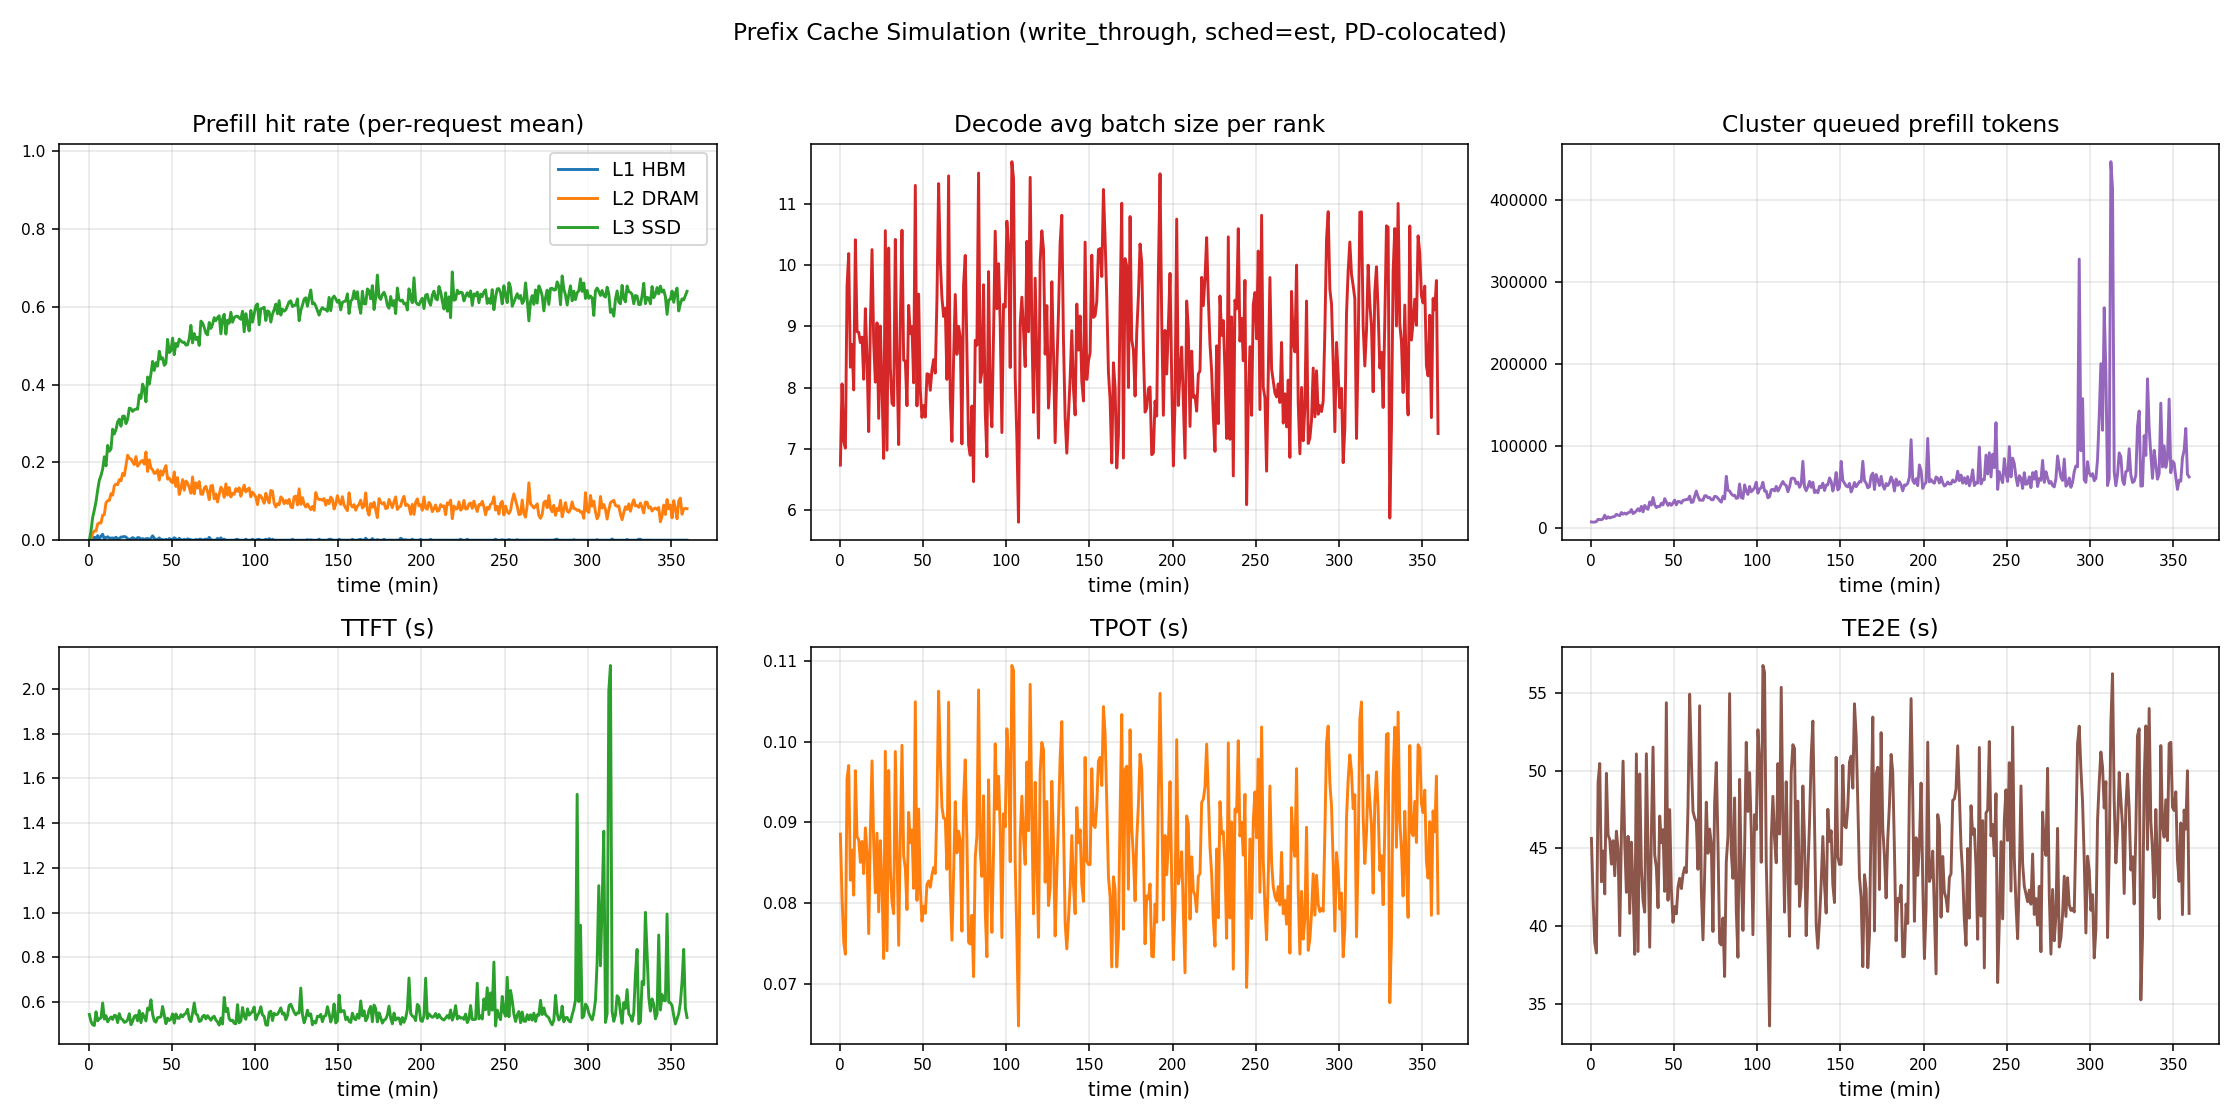 Prefix Cache Simulation (write_through, sched=est, PD-colocated)
Prefill hit rate (per-request mean)
1.0
0.8
0.6
0.4
0.2
0.0
L1 HBM
L2 DRAM
L3 SSD
0 50 100 150 200 250 300 350
time (min)
Decode avg batch size per rank
11
10
9
8
7
6
0 50 100 150 200 250 300 350
time (min)
Cluster queued prefill tokens
400000
300000
200000
100000
0
0 50 100 150 200 250 300 350
time (min)
TTFT (s)
2.0
1.8
1.6
1.4
1.2
1.0
0.8
0.6
0 50 100 150 200 250 300 350
time (min)
TPOT (s)
0.11
0.10
0.09
0.08
0.07
0 50 100 150 200 250 300 350
time (min)
TE2E (s)
55
50
45
40
35
0 50 100 150 200 250 300 350
time (min)